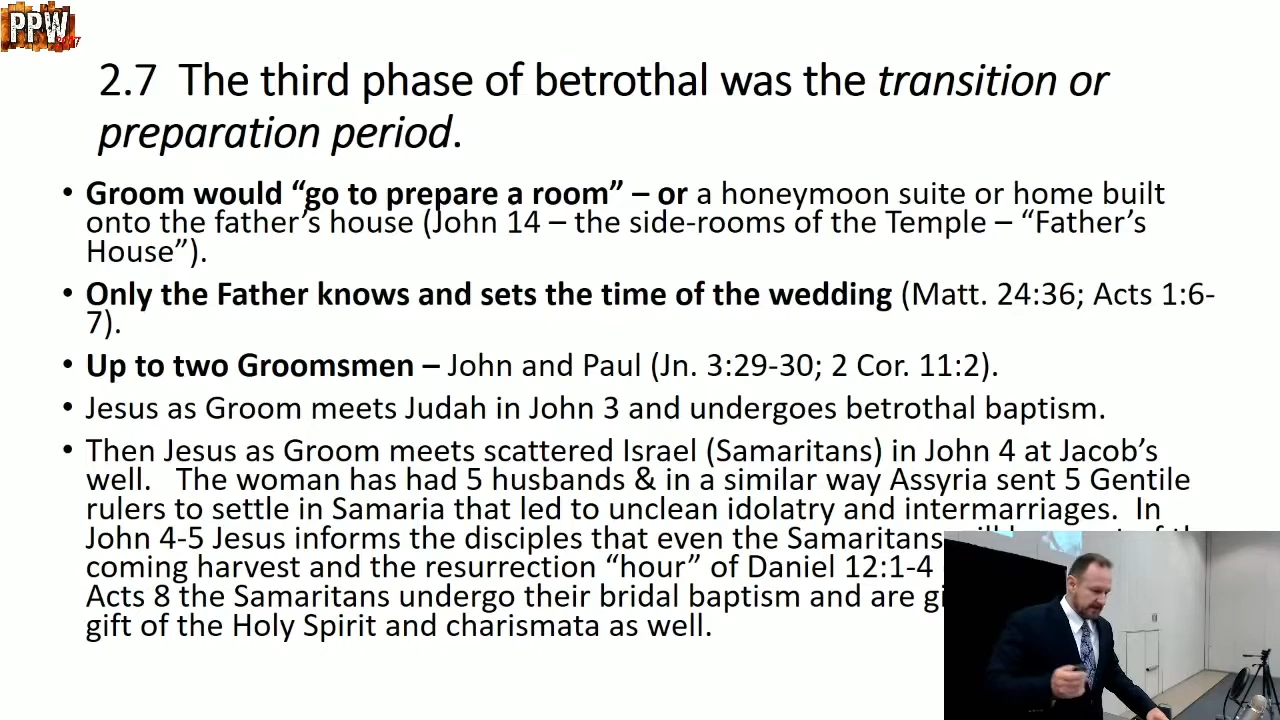 PPW
2.7 The third phase of betrothal was the transition or
preparation period.
• Groom would “go to prepare a room” – or a honeymoon suite or home built
onto the father’s house (John 14 – the side-rooms of the Temple – “Father’s
House”).
• Only the Father knows and sets the time of the wedding (Matt. 24:36; Acts 1:6-
7).
• Up to two Groomsmen – John and Paul (Jn. 3:29-30; 2 Cor. 11:2).
• Jesus as Groom meets Judah in John 3 and undergoes betrothal baptism.
• Then Jesus as Groom meets scattered Israel (Samaritans) in John 4 at Jacob’s
well. The woman has had 5 husbands & in a similar way Assyria sent 5 Gentile
rulers to settle in Samaria that led to unclean idolatry and intermarriages. In
John 4-5 Jesus informs the disciples that even the Samaritans
coming harvest and the resurrection “hour” of Daniel 12:1-4
Acts 8 the Samaritans undergo their bridal baptism and are
gift of the Holy Spirit and charismata as well.